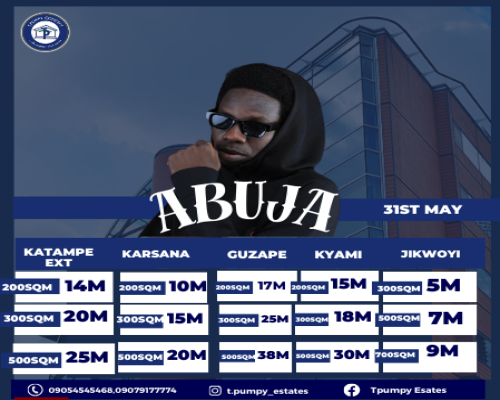 TPUMPY ESTATES
ABUJA
31ST MAY
KATAMPE EXT
KARSANA
GUZAPE
KYAMI
JIKWOYI
200SQM 14M
200SQM 10M
200SQM 17M
200SQM 15M
300SQM 5M
300SQM 20M
300SQM 15M
300SQM 25M
300SQM 18M
500SQM 7M
500SQM 25M
500SQM 20M
500SQM 38M
500SQM 30M
700SQM 9M
09054545468,09079177774
t.pumpy_estates
Tpumpy Esates